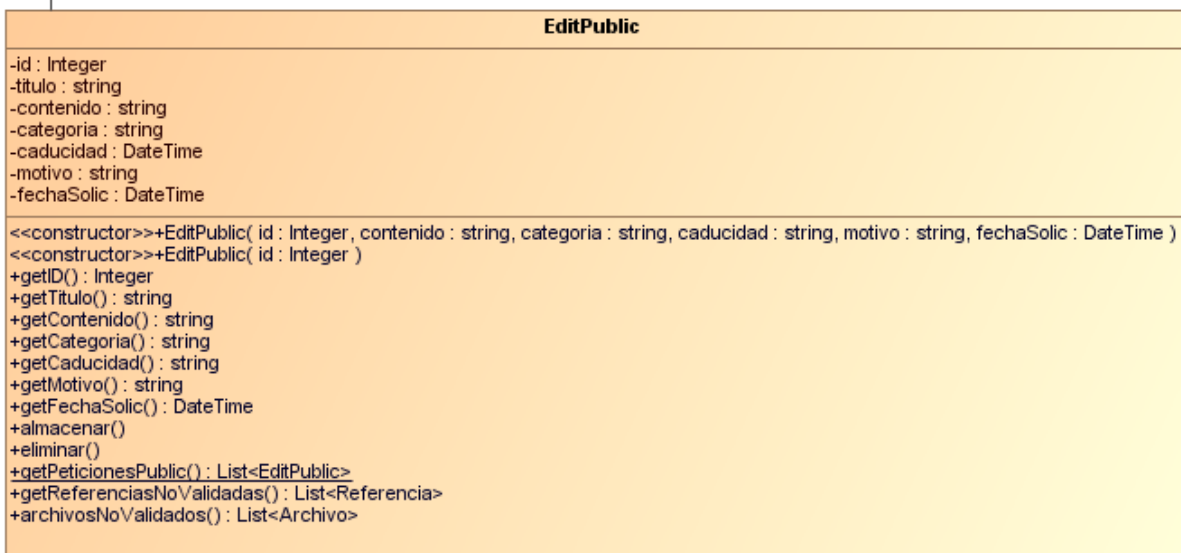 EditPublic
-id : Integer
-titulo : string
-contenido : string
-categoria : string
-caducidad : DateTime
-motivo : string
-fechaSolic : DateTime
<<constructor>>+EditPublic( id : Integer, contenido : string, categoria : string, caducidad : string, motivo : string, fechaSolic : DateTime )
<<constructor>>+EditPublic( id : Integer )
+getID() : Integer
+getTitulo() : string
+getContenido() : string
+getCategoria() : string
+getCaducidad() : string
+getMotivo() : string
+getFechaSolic() : DateTime
+almacenar()
+eliminar()
+getPeticionesPublic() : List<EditPublic>
+getReferenciasNoValidadas() : List<Referencia>
+archivosNoValidados() : List<Archivo>